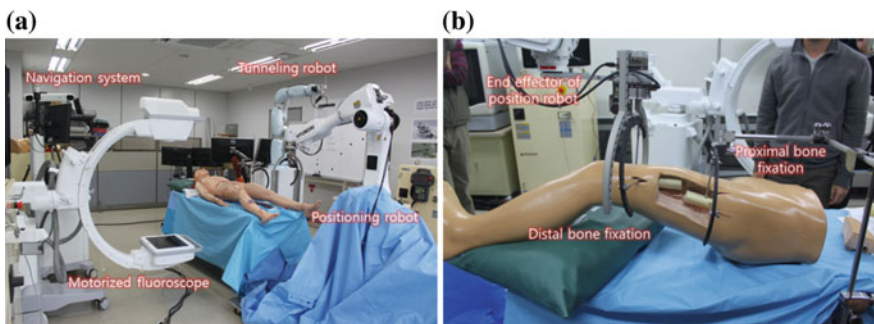 (a)
Navigation system
Tunneling robot
Positioning robot
Motorized fluoroscope
(b)
End effector of
position robot
Proximal bone
fixation
Distal bone fixation